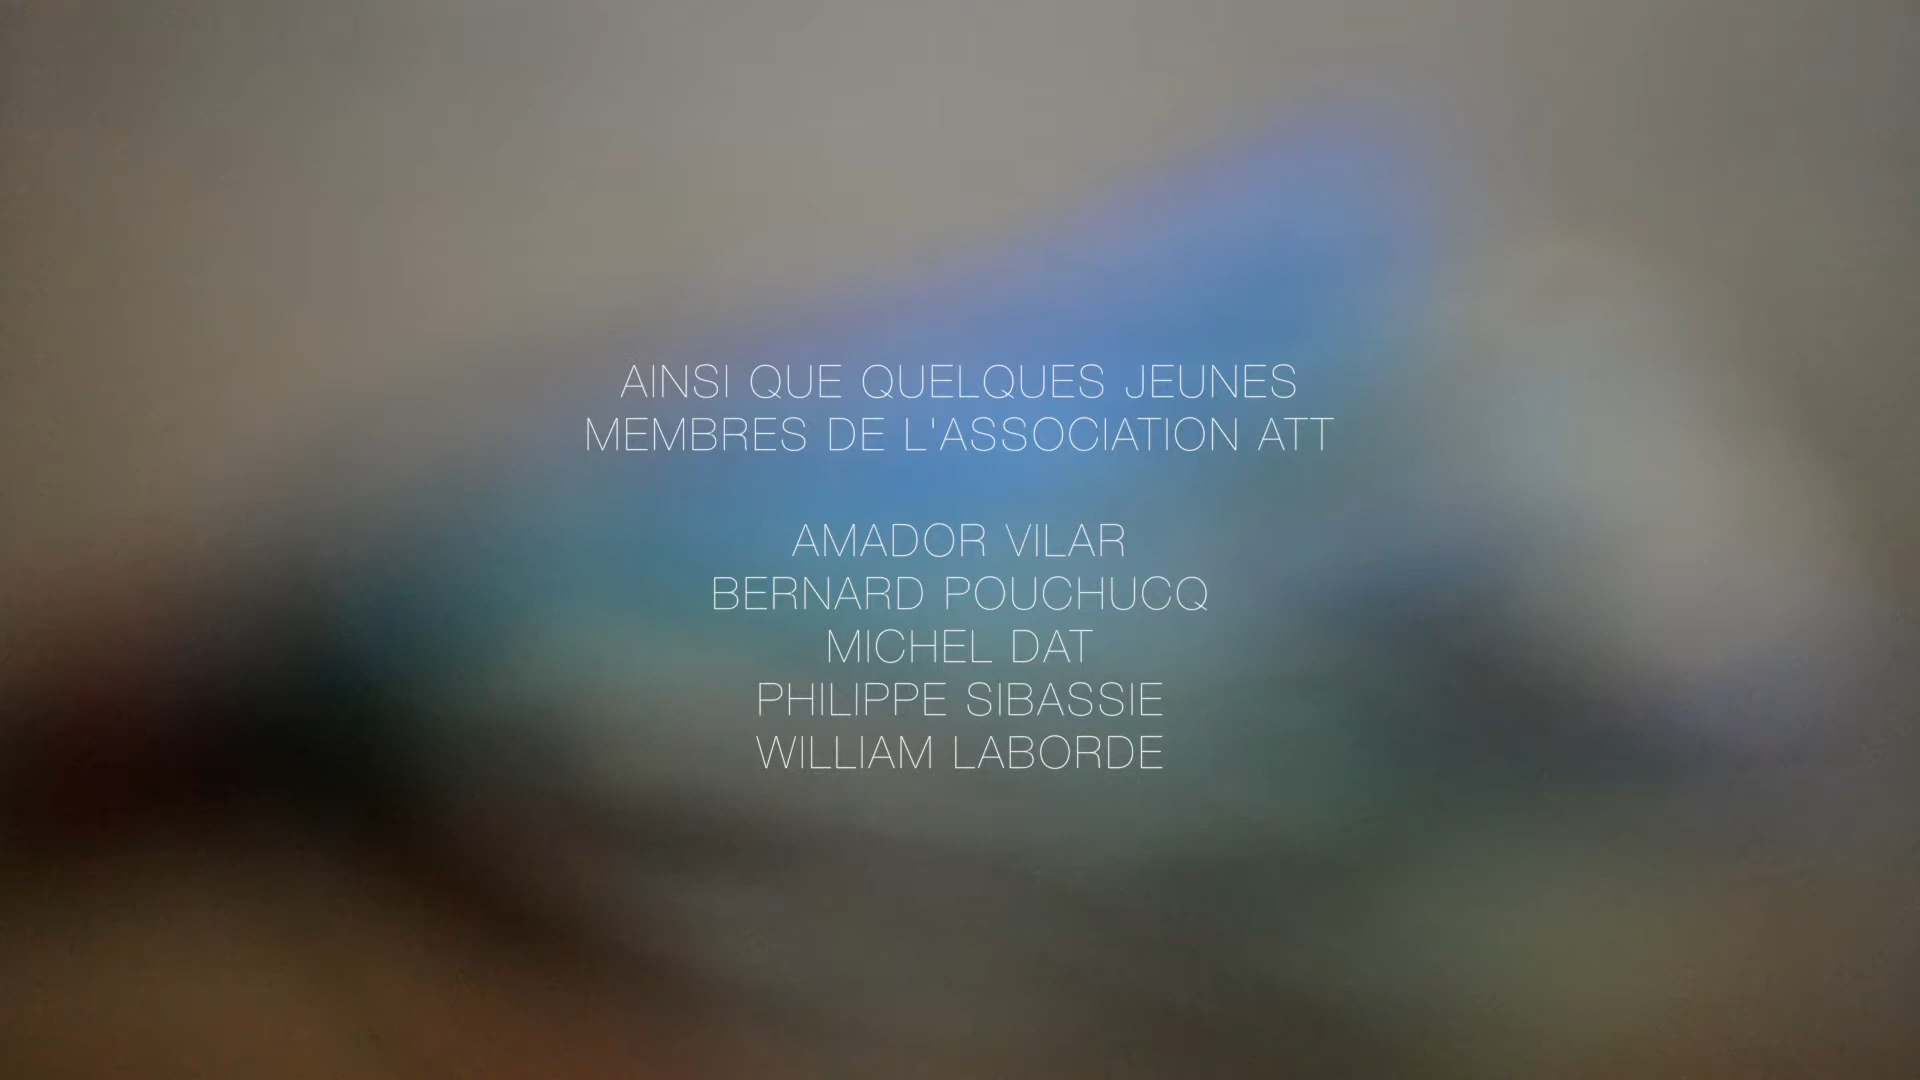 AINSI QUE QUELQUES JEUNES
MEMBRES DE L'ASSOCIATION ATT
AMADOR VILAR
BERNARD POUCHUCQ
MICHEL DAT
PHILIPPE SIBASSIE
WILLIAM LABORDE